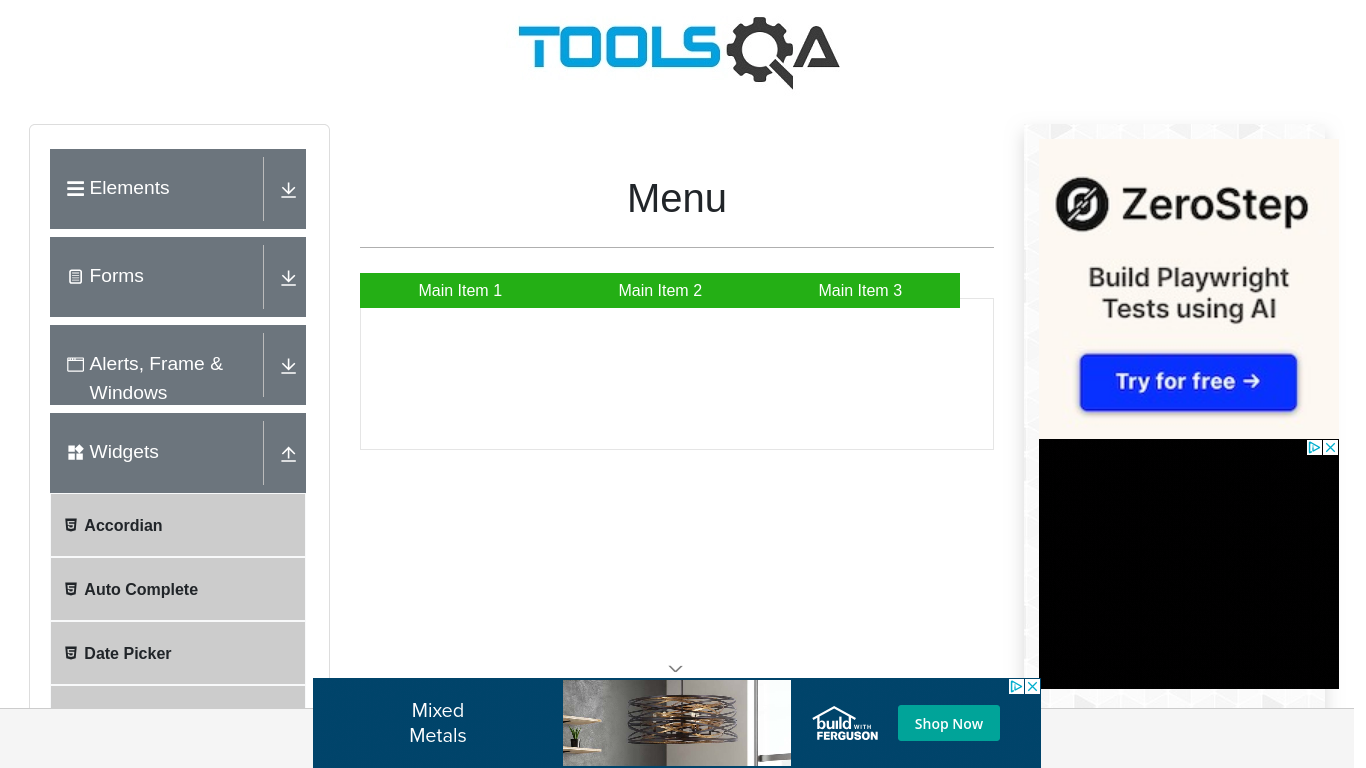 TOOLSQA
Elements
Forms
Alerts, Frame &
Windows
Widgets
Accordian
Auto Complete
Date Picker
Menu
Main Item 1
Main Item 2
Main Item 3
ZeroStep
Build Playwright
Tests using AI
Try for free →
Mixed
Metals
build WITH
FERGUSON
Shop Now